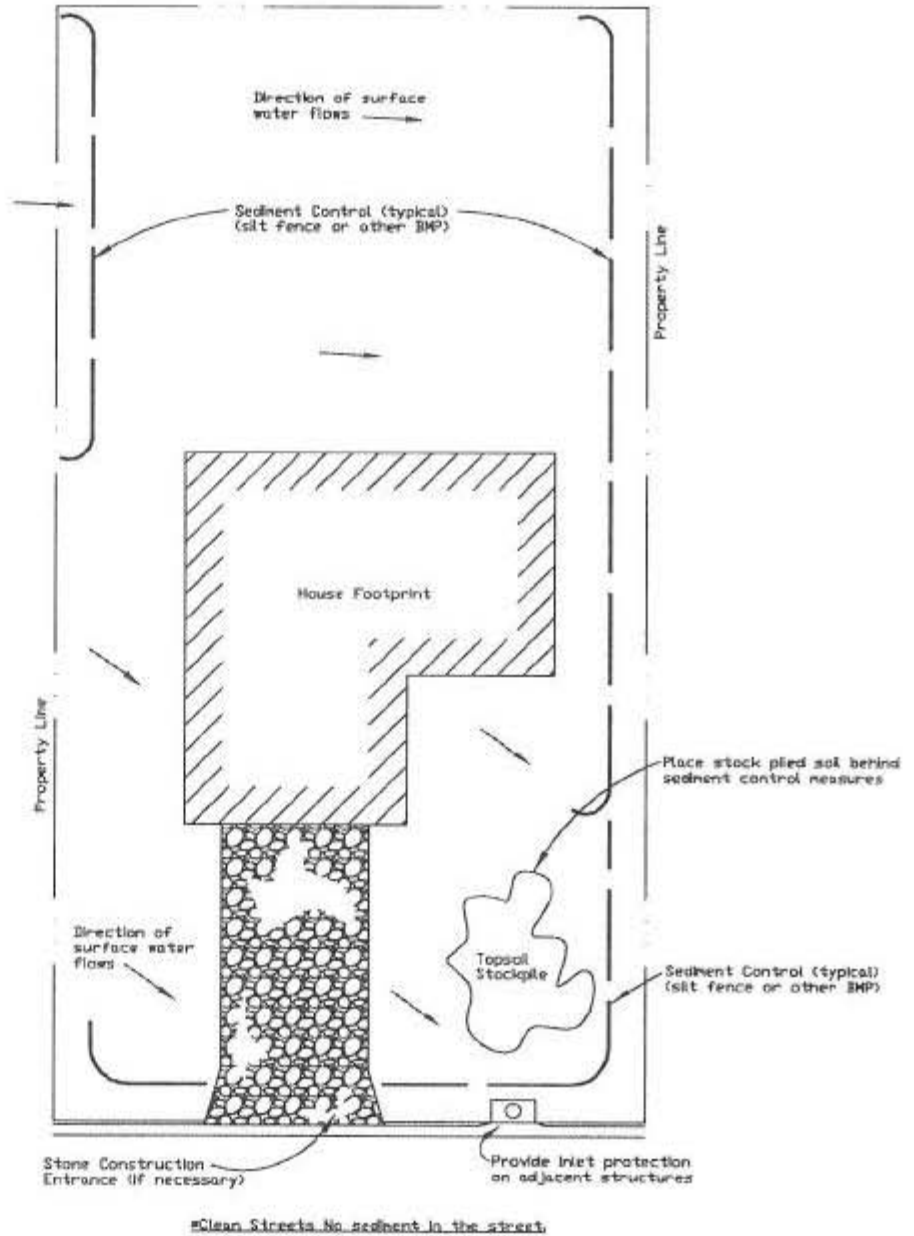 Direction of surface
water flows
Sediment Control (typical)
(silt fence or other BMP)
Property Line
House Footprint
Property Line
Place stock piled soil behind
sediment control measures
Direction of
surface water
flows
Topsoil
Stockpile
Sediment Control (typical)
(silt fence or other BMP)
Stone Construction
Entrance (if necessary)
Provide inlet protection
on adjacent structures
*Clean Streets No sediment in the street.